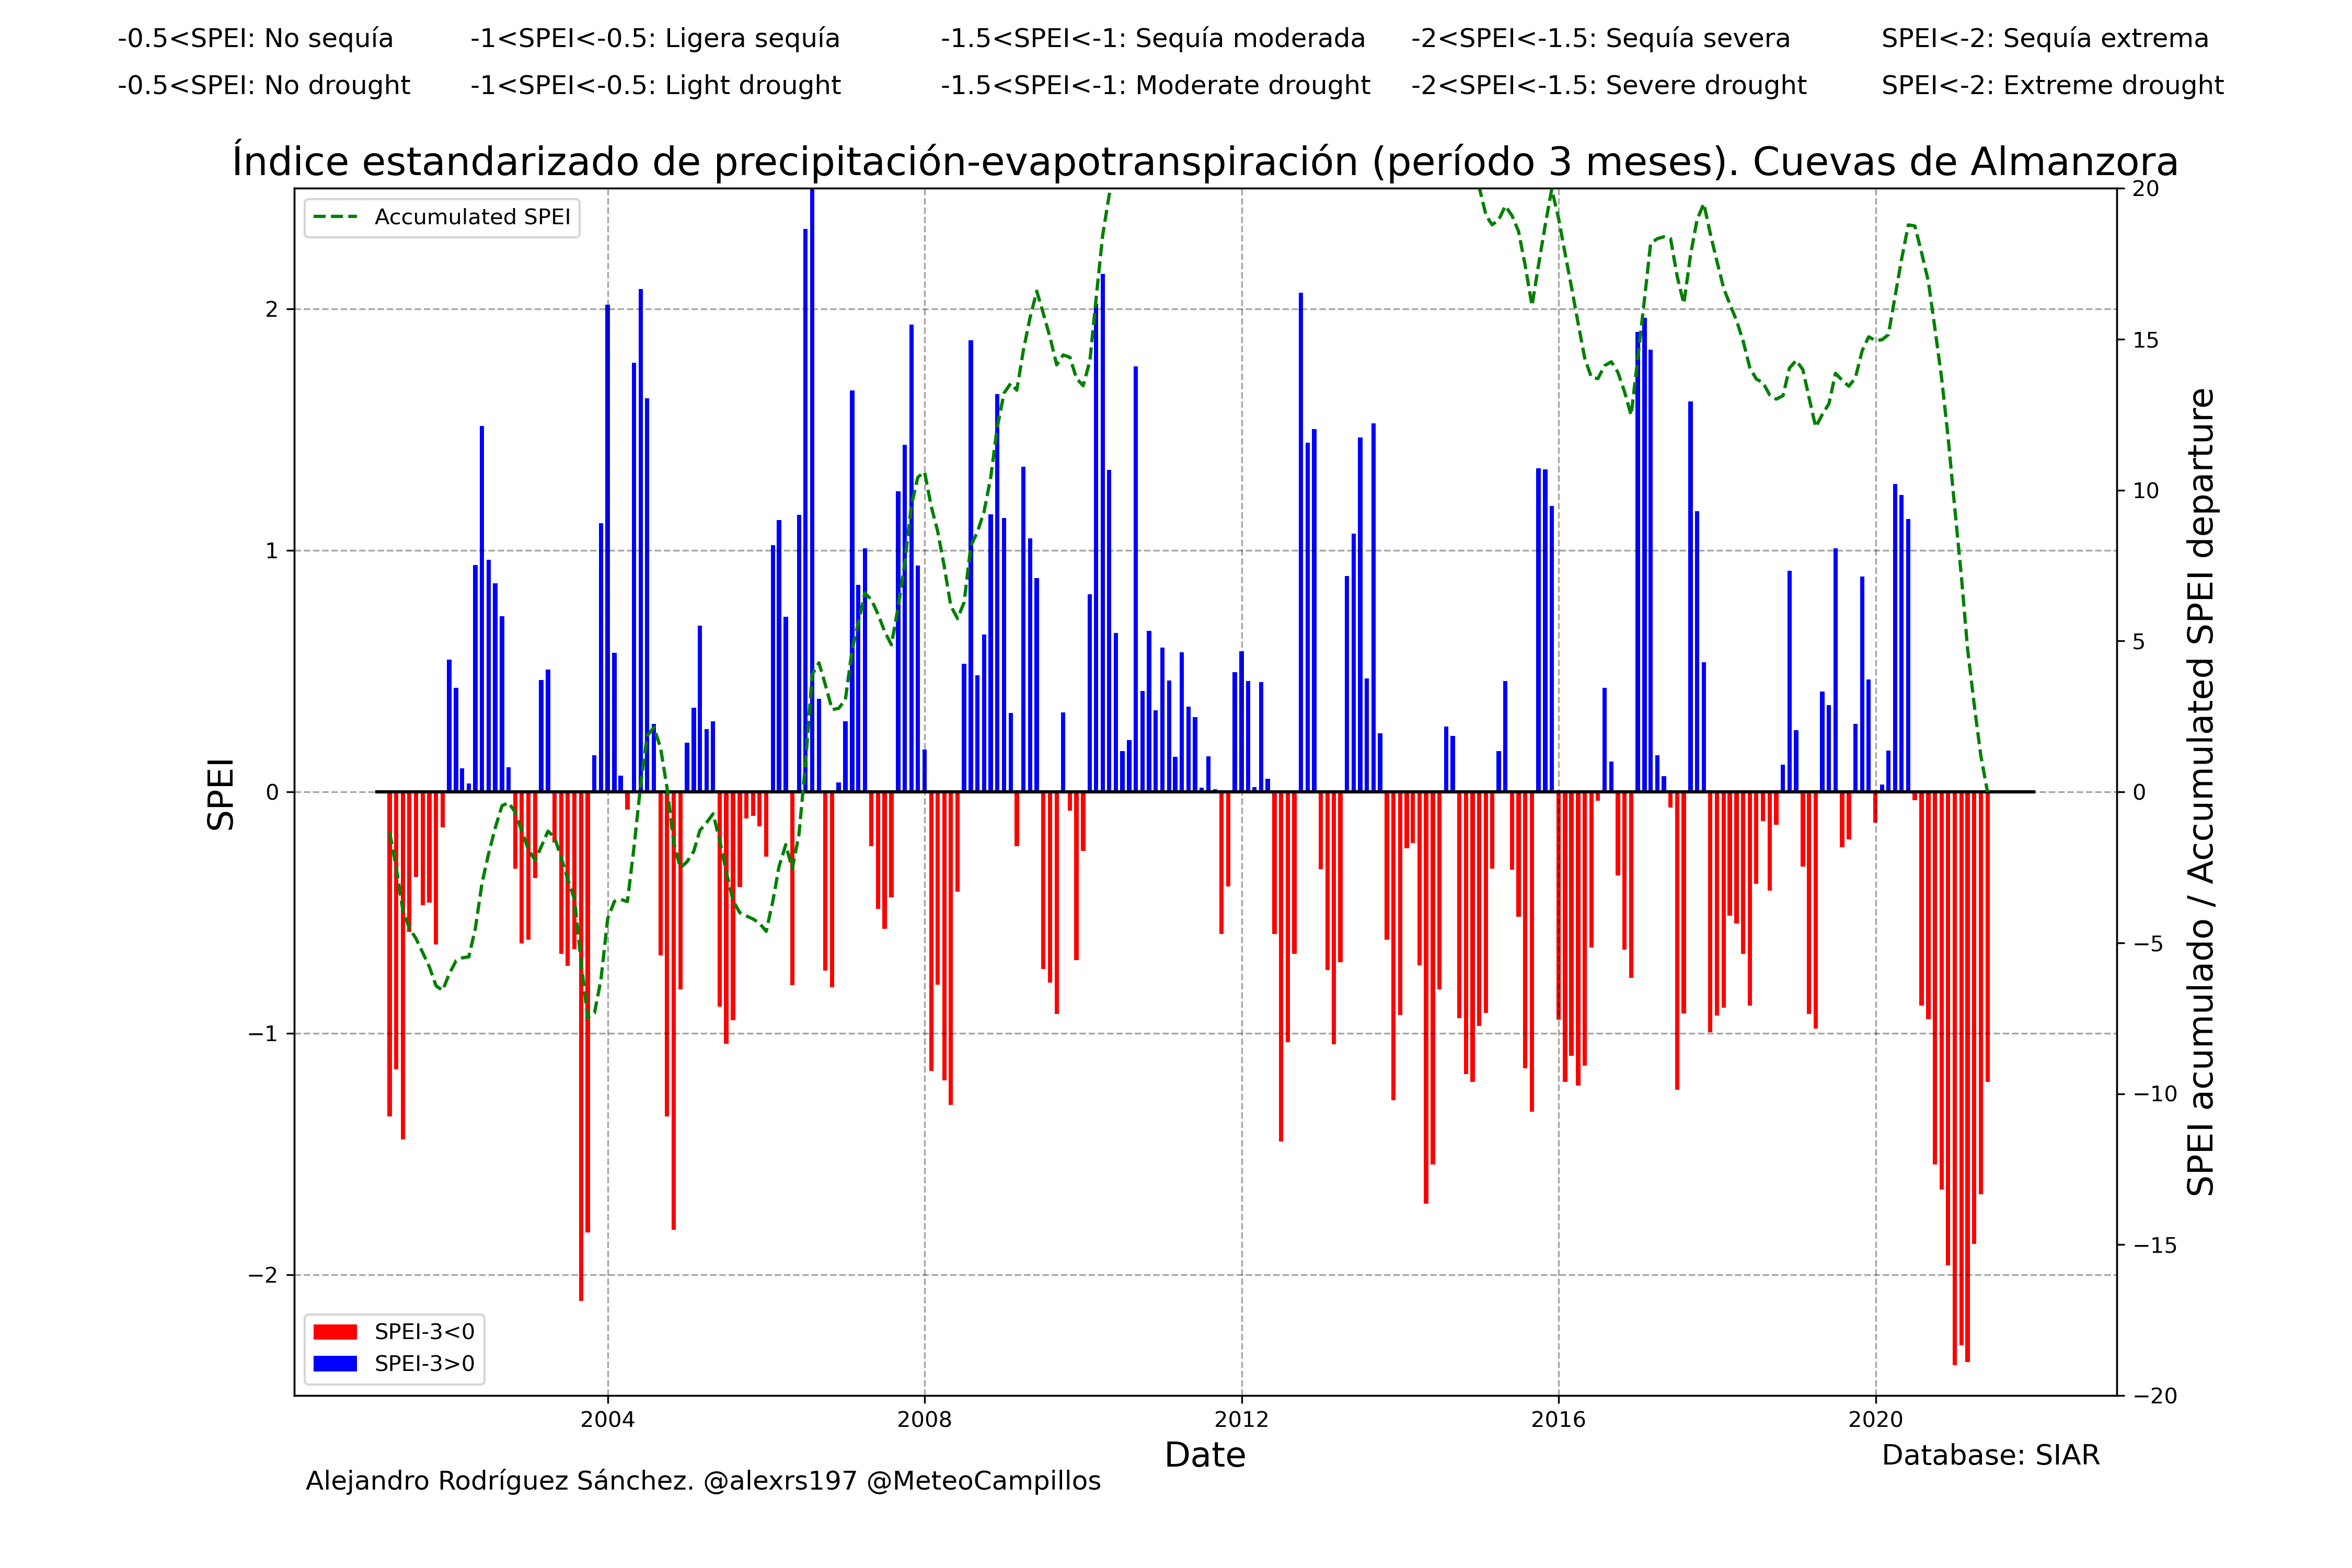 -0.5<SPEI: No sequía -1<SPEI<-0.5: Ligera sequía -1.5<SPEI<-1: Sequía moderada -2<SPEI<-1.5: Sequía severa SPEI<-2: Sequía extrema
-0.5<SPEI: No drought -1<SPEI<-0.5: Light drought -1.5<SPEI<-1: Moderate drought -2<SPEI<-1.5: Severe drought SPEI<-2: Extreme drought
Índice estandarizado de precipitación-evapotranspiración (período 3 meses). Cuevas de Almanzora
Accumulated SPEI
SPEI
2
1
0
−1
−2
20
15
10
5
0
−5
−10
−15
−20
SPEI acumulado / Accumulated SPEI departure
SPEI-3<0
SPEI-3>0
2004 2008 2012 2016 2020
Date
Database: SIAR
Alejandro Rodríguez Sánchez. @alexrs197 @MeteoCampillos